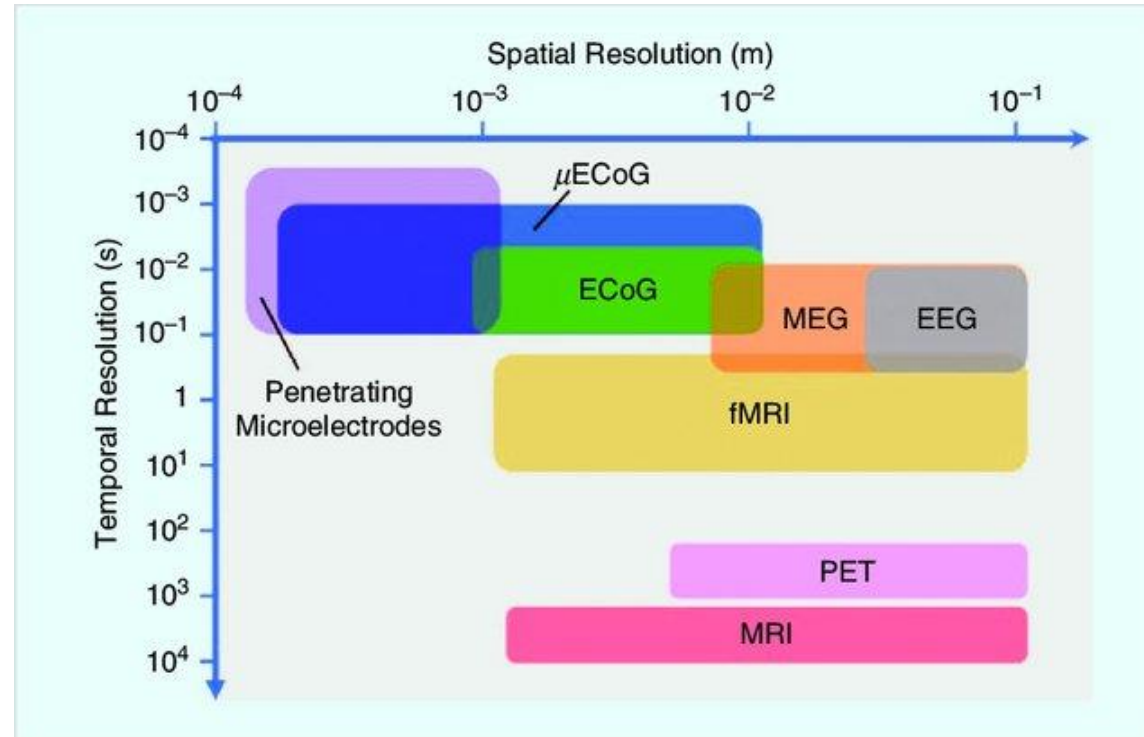 Spatial Resolution (m)
10⁻⁴ 10⁻³ 10⁻² 10⁻¹
Temporal Resolution (s)
10⁻⁴
10⁻³
10⁻²
10⁻¹
1
10¹
10²
10³
10⁴
μECoG
ECoG
MEG
EEG
Penetrating
Microelectrodes
fMRI
PET
MRI